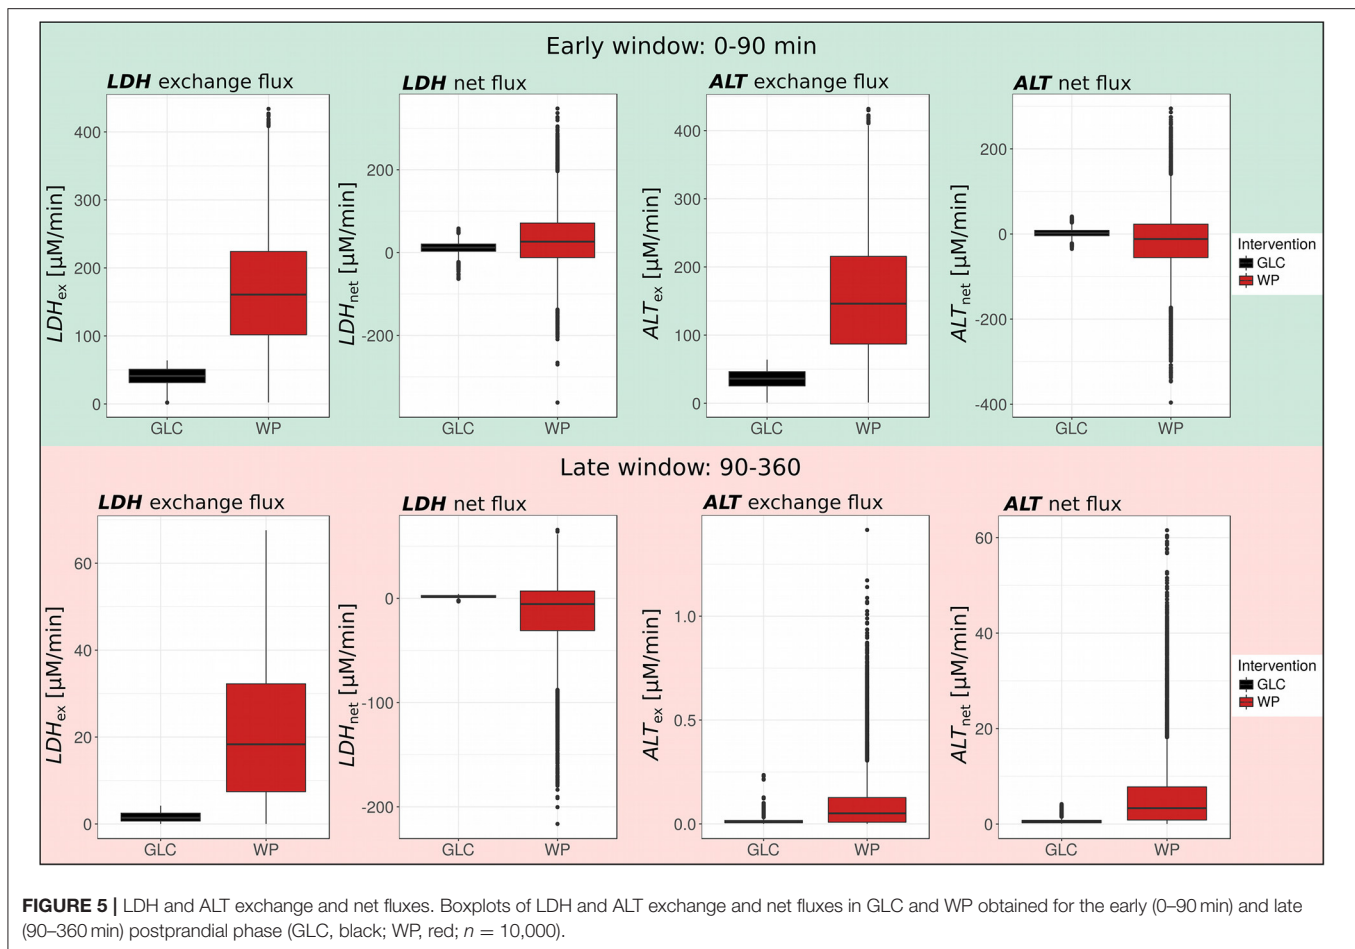 Early window: 0-90 min
LDH exchange flux
LDH net flux
ALT exchange flux
ALT net flux
LDHex [µM/min]
400
300
200
100
0
GLC WP
LDHnet [µM/min]
200
0
-200
GLC WP
ALTex [µM/min]
400
300
200
100
0
GLC WP
ALTnet [µM/min]
200
0
-200
-400
GLC WP
Intervention
GLC
WP
Late window: 90-360
LDH exchange flux
LDH net flux
ALT exchange flux
ALT net flux
LDHex [µM/min]
60
40
20
0
GLC WP
LDHnet [µM/min]
0
-100
-200
GLC WP
ALTex [µM/min]
1.0
0.5
0.0
GLC WP
ALTnet [µM/min]
60
40
20
0
GLC WP
Intervention
GLC
WP
FIGURE 5 | LDH and ALT exchange and net fluxes. Boxplots of LDH and ALT exchange and net fluxes in GLC and WP obtained for the early (0–90 min) and late
(90–360 min) postprandial phase (GLC, black; WP, red; n = 10,000).